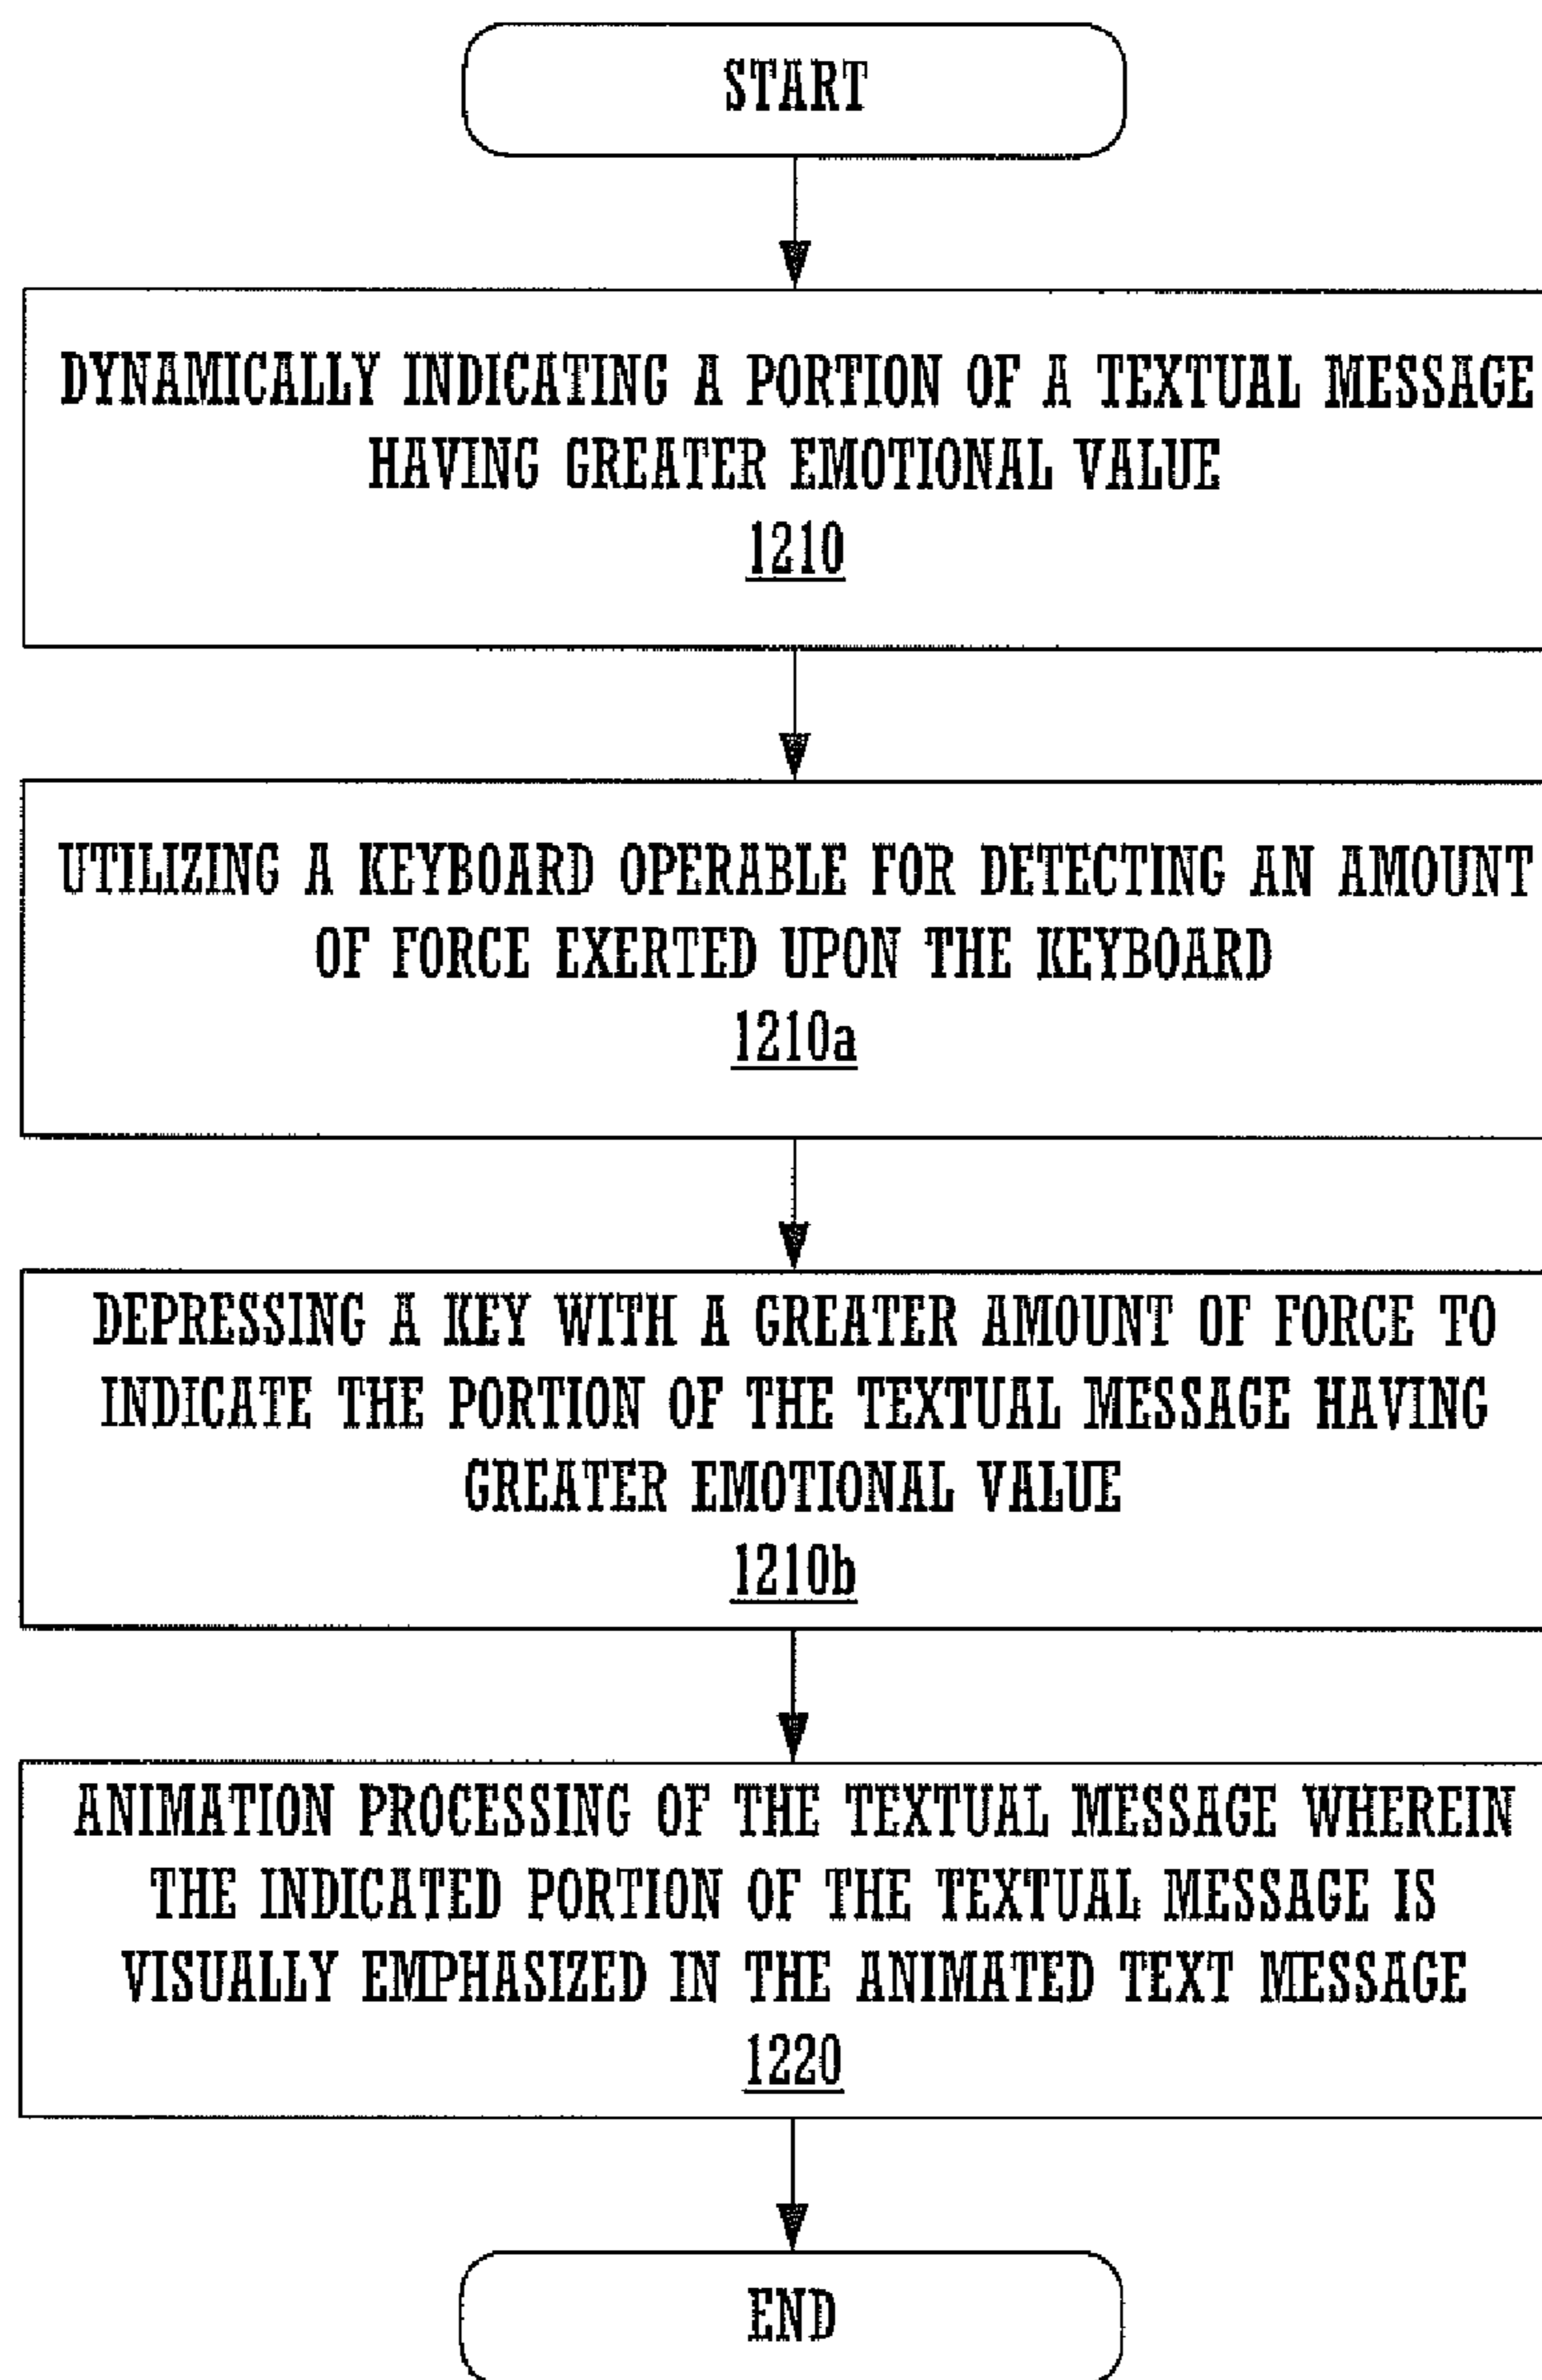 START
DYNAMICALLY INDICATING A PORTION OF A TEXTUAL MESSAGE
HAVING GREATER EMOTIONAL VALUE
1210
UTILIZING A KEYBOARD OPERABLE FOR DETECTING AN AMOUNT
OF FORCE EXERTED UPON THE KEYBOARD
1210a
DEPRESSING A KEY WITH A GREATER AMOUNT OF FORCE TO
INDICATE THE PORTION OF THE TEXTUAL MESSAGE HAVING
GREATER EMOTIONAL VALUE
1210b
ANIMATION PROCESSING OF THE TEXTUAL MESSAGE WHEREIN
THE INDICATED PORTION OF THE TEXTUAL MESSAGE IS
VISUALLY EMPHASIZED IN THE ANIMATED TEXT MESSAGE
1220
END